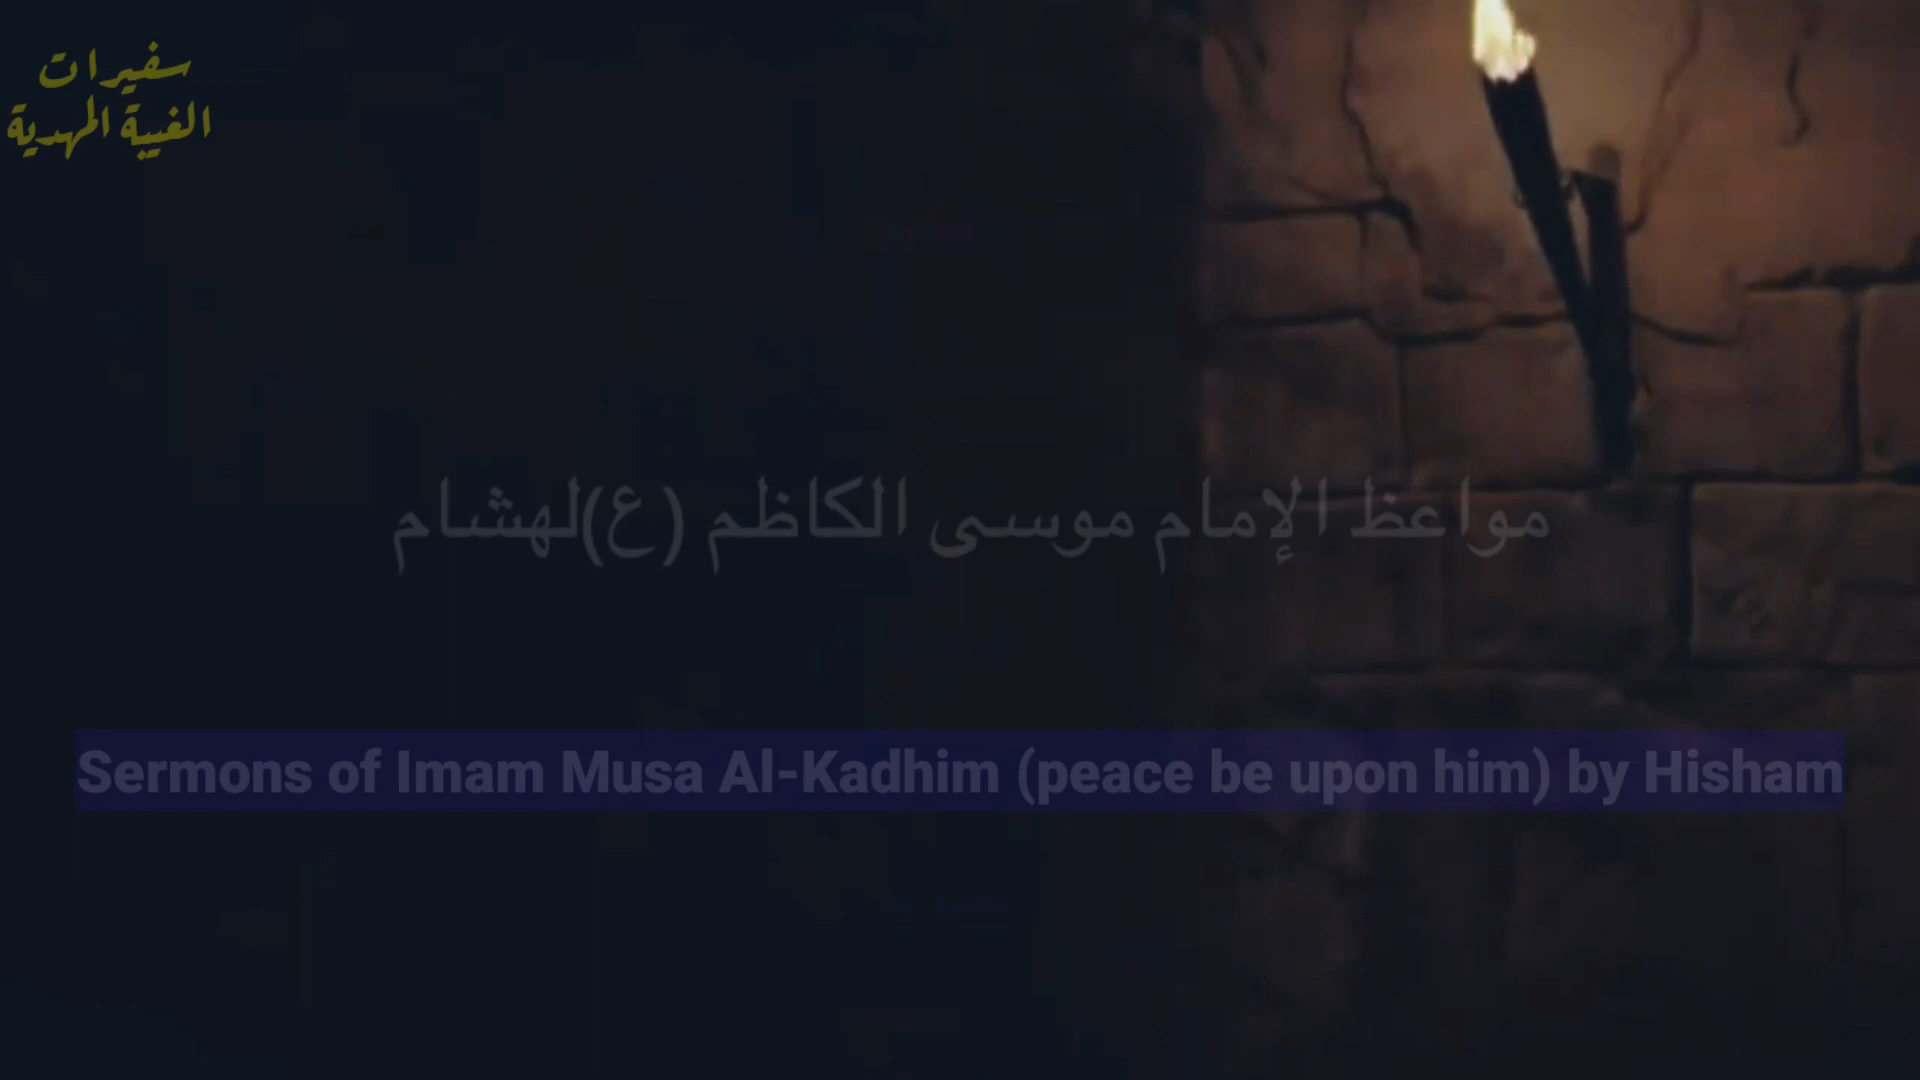 سفيرات
الغيبة المهدية
مواعظ الإمام موسى الكاظم (ع)لهشام
Sermons of Imam Musa Al-Kadhim (peace be upon him) by Hisham